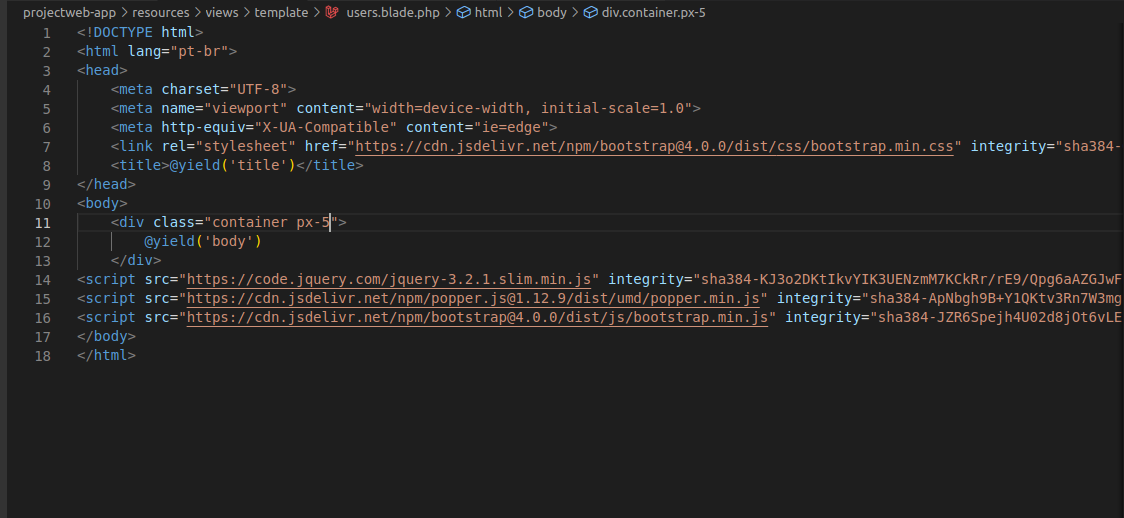 projectweb-app > resources > views > template > users.blade.php > html > body > div.container.px-5
1 <!DOCTYPE html>
2 <html lang="pt-br">
3 <head>
4 <meta charset="UTF-8">
5 <meta name="viewport" content="width=device-width, initial-scale=1.0">
6 <meta http-equiv="X-UA-Compatible" content="ie=edge">
7 <link rel="stylesheet" href="https://cdn.jsdelivr.net/npm/bootstrap@4.0.0/dist/css/bootstrap.min.css" integrity="sha384-
8 <title>@yield('title')</title>
9 </head>
10 <body>
11 <div class="container px-5">
12 @yield('body')
13 </div>
14 <script src="https://code.jquery.com/jquery-3.2.1.slim.min.js" integrity="sha384-KJ3o2DKtIkvYIK3UENzmM7KCkRr/rE9/Qpg6aAZGJwF
15 <script src="https://cdn.jsdelivr.net/npm/popper.js@1.12.9/dist/umd/popper.min.js" integrity="sha384-ApNbgh9B+Y1QKtv3Rn7W3mg
16 <script src="https://cdn.jsdelivr.net/npm/bootstrap@4.0.0/dist/js/bootstrap.min.js" integrity="sha384-JZR6Spejh4U02d8jOt6vLE
17 </body>
18 </html>